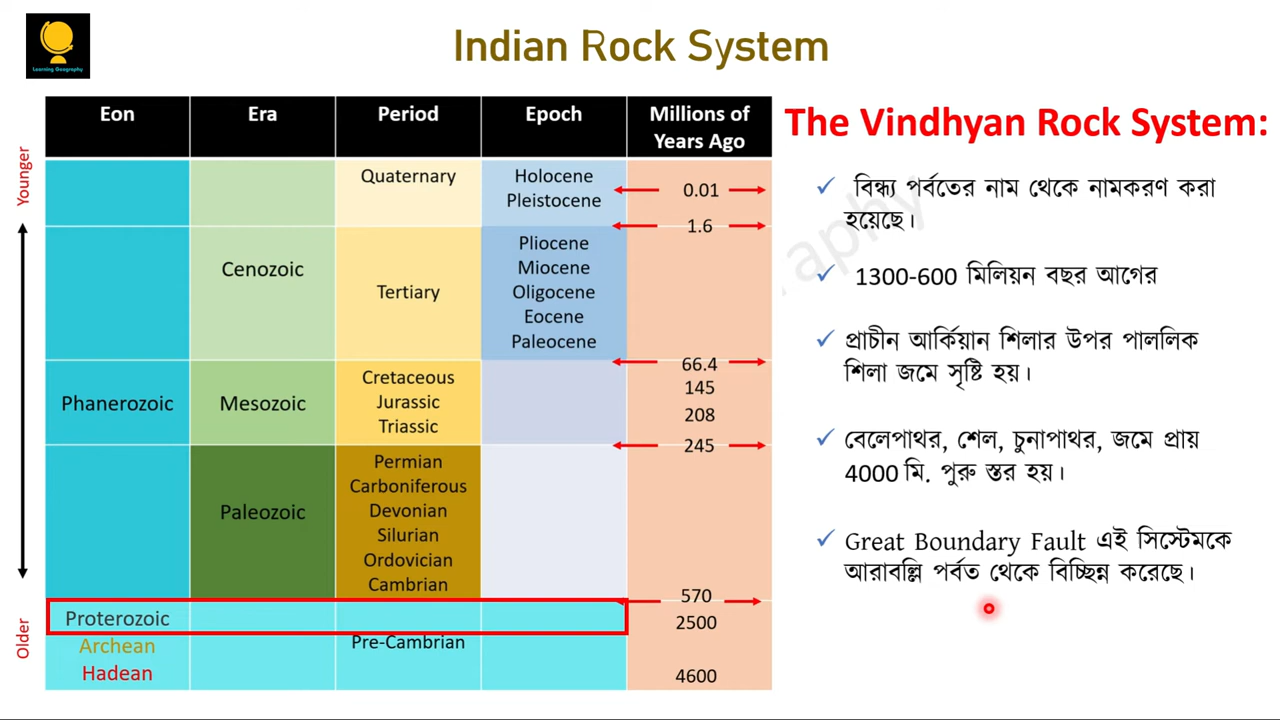 Learning Geography
Indian Rock System
Eon Era Period Epoch Millions of
Years Ago
Younger
Older
Quaternary
Holocene
Pleistocene
0.01
1.6
Cenozoic
Tertiary
Pliocene
Miocene
Oligocene
Eocene
Paleocene
66.4
Phanerozoic
Mesozoic
Cretaceous
Jurassic
Triassic
145
208
245
Paleozoic
Permian
Carboniferous
Devonian
Silurian
Ordovician
Cambrian
570
Proterozoic
2500
Archean
Hadean
Pre-Cambrian
4600
The Vindhyan Rock System:
বিন্ধ্য পর্বতের নাম থেকে নামকরণ করা
হয়েছে।
1300-600 মিলিয়ন বছর আগের
প্রাচীন আর্কিয়ান শিলার উপর পাললিক
শিলা জমে সৃষ্টি হয়।
বেলেপাথর, শেল, চুনাপাথর, জমে প্রায়
4000 মি. পুরু স্তর হয়।
Great Boundary Fault এই সিস্টেমকে
আরাবল্লি পর্বত থেকে বিচ্ছিন্ন করেছে।